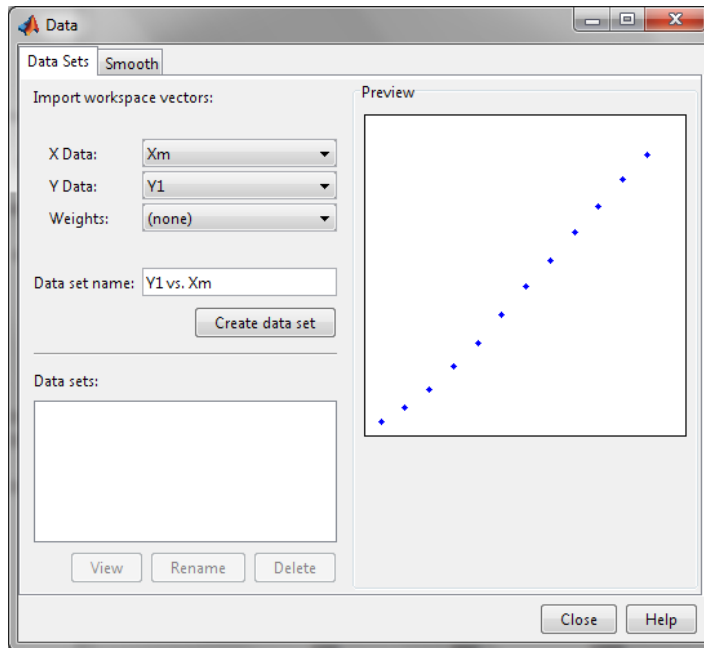 Data
Data Sets
Smooth
Import workspace vectors:
X Data: Xm
Y Data: Y1
Weights: (none)
Data set name: Y1 vs. Xm
Create data set
Data sets:
View Rename Delete
Preview
Close Help